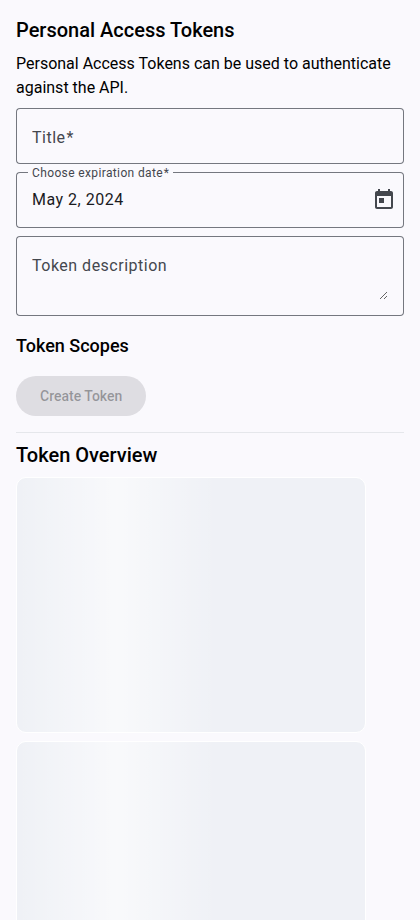 Personal Access Tokens
Personal Access Tokens can be used to authenticate
against the API.
Title*
Choose expiration date*
May 2, 2024
Token description
Token Scopes
Create Token
Token Overview